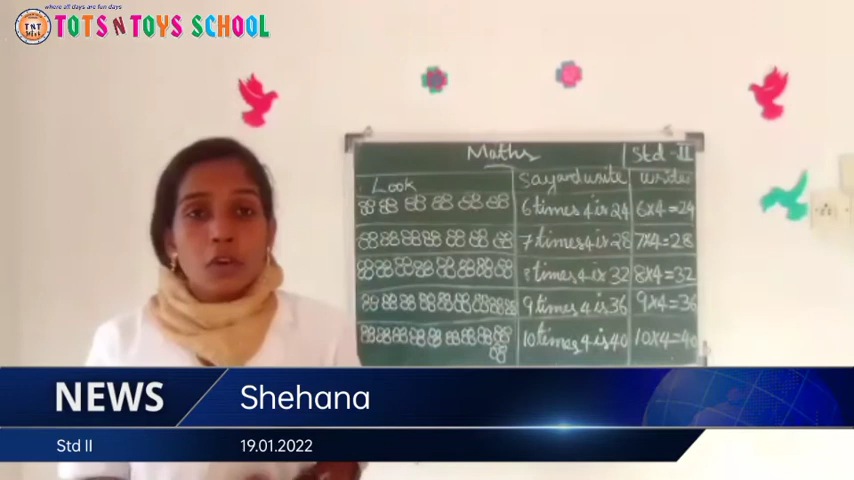 where all days are fun days
TNT
TOTS N TOYS SCHOOL
Maths
Std - II
Look
Say and write
6 times 4 is 24
6x4=24
7 times 4 is 28
7x4=28
8 times 4 is 32
8x4=32
9 times 4 is 36
9x4=36
10 times 4 is 40
10x4=40
NEWS
Shehana
Std II
19.01.2022